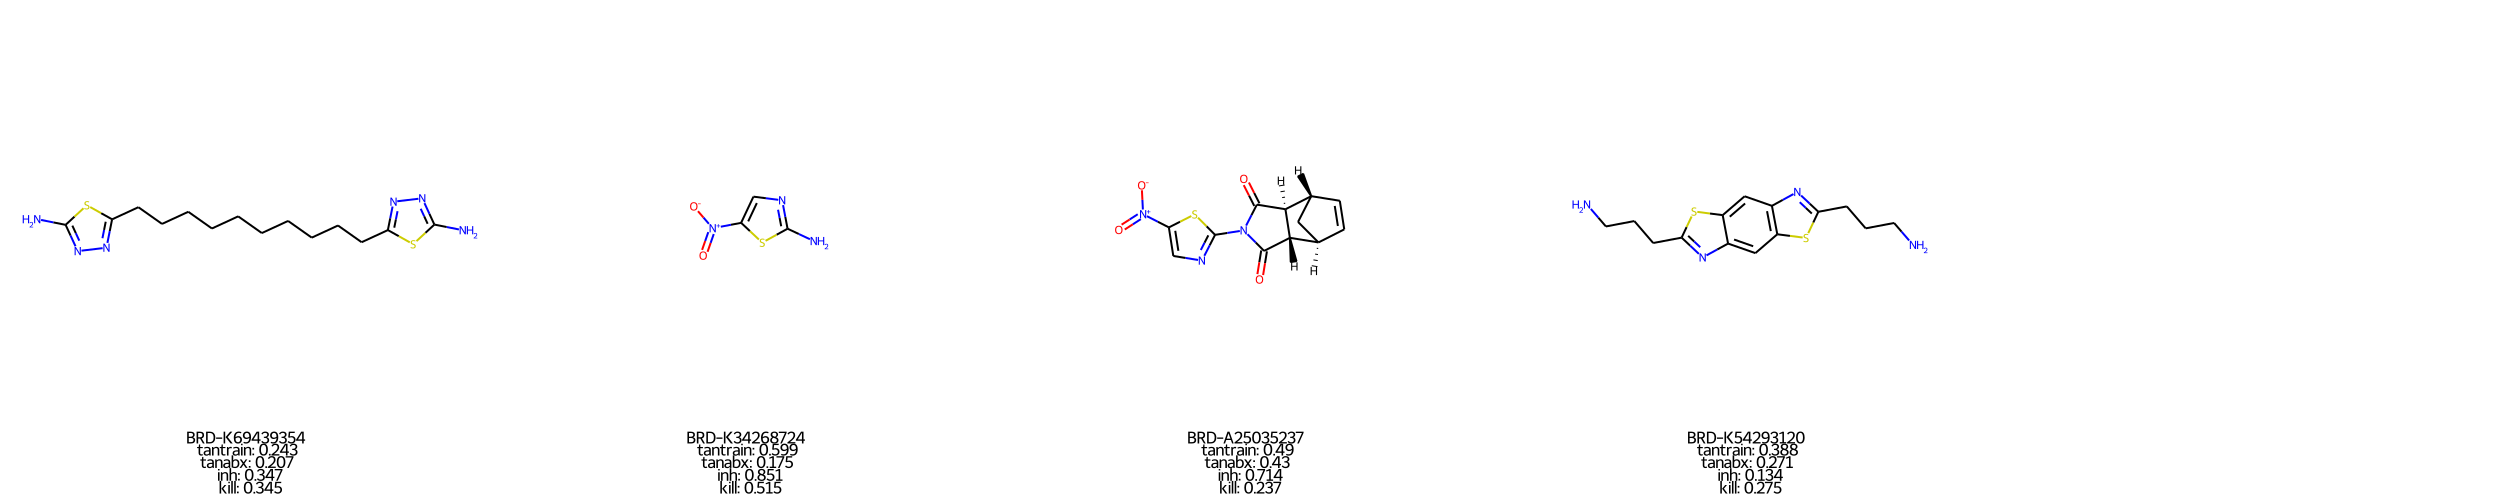 H2N S N N N N S NH2
O- N+ O N S NH2
O- N+ O S N N O O H H H H
H2N S N N S NH2
BRD-K69439354
tantrain: 0.243
tanabx: 0.207
inh: 0.347
kill: 0.345
BRD-K34268724
tantrain: 0.599
tanabx: 0.175
inh: 0.851
kill: 0.515
BRD-A25035237
tantrain: 0.49
tanabx: 0.43
inh: 0.714
kill: 0.237
BRD-K54293120
tantrain: 0.388
tanabx: 0.271
inh: 0.134
kill: 0.275